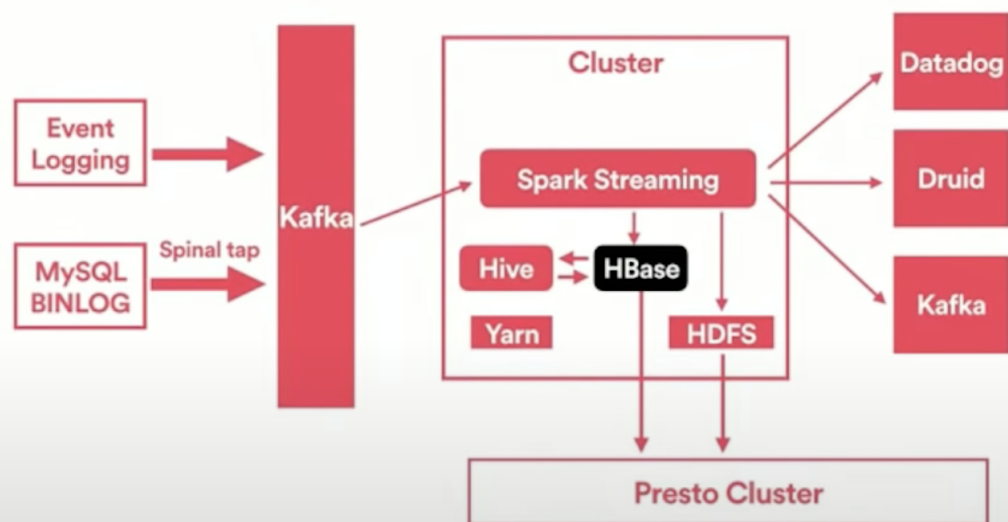 Event
Logging
MySQL
BINLOG
Spinal tap
Kafka
Cluster
Spark Streaming
Hive
HBase
Yarn
HDFS
Datadog
Druid
Kafka
Presto Cluster